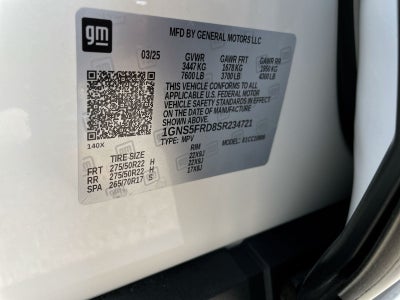 gm
MFD BY GENERAL MOTORS LLC
03/25 GVWR GAWR FRT GAWR RR
3447 KG 1678 KG 1950 KG
7600 LB 3700 LB 4300 LB
THIS VEHICLE CONFORMS TO ALL
APPLICABLE U.S. FEDERAL MOTOR
VEHICLE SAFETY STANDARDS IN EFFECT
ON THE DATE OF MANUFACTURE
SHOWN ABOVE.
1GNS5FRD8SR234721
TYPE: MPV MODEL:
140X
TIRE SIZE RIM
FRT 275/50R22 H 22X9J
RR 275/50R22 H 22X9J
SPA 265/70R17 S 17X8J